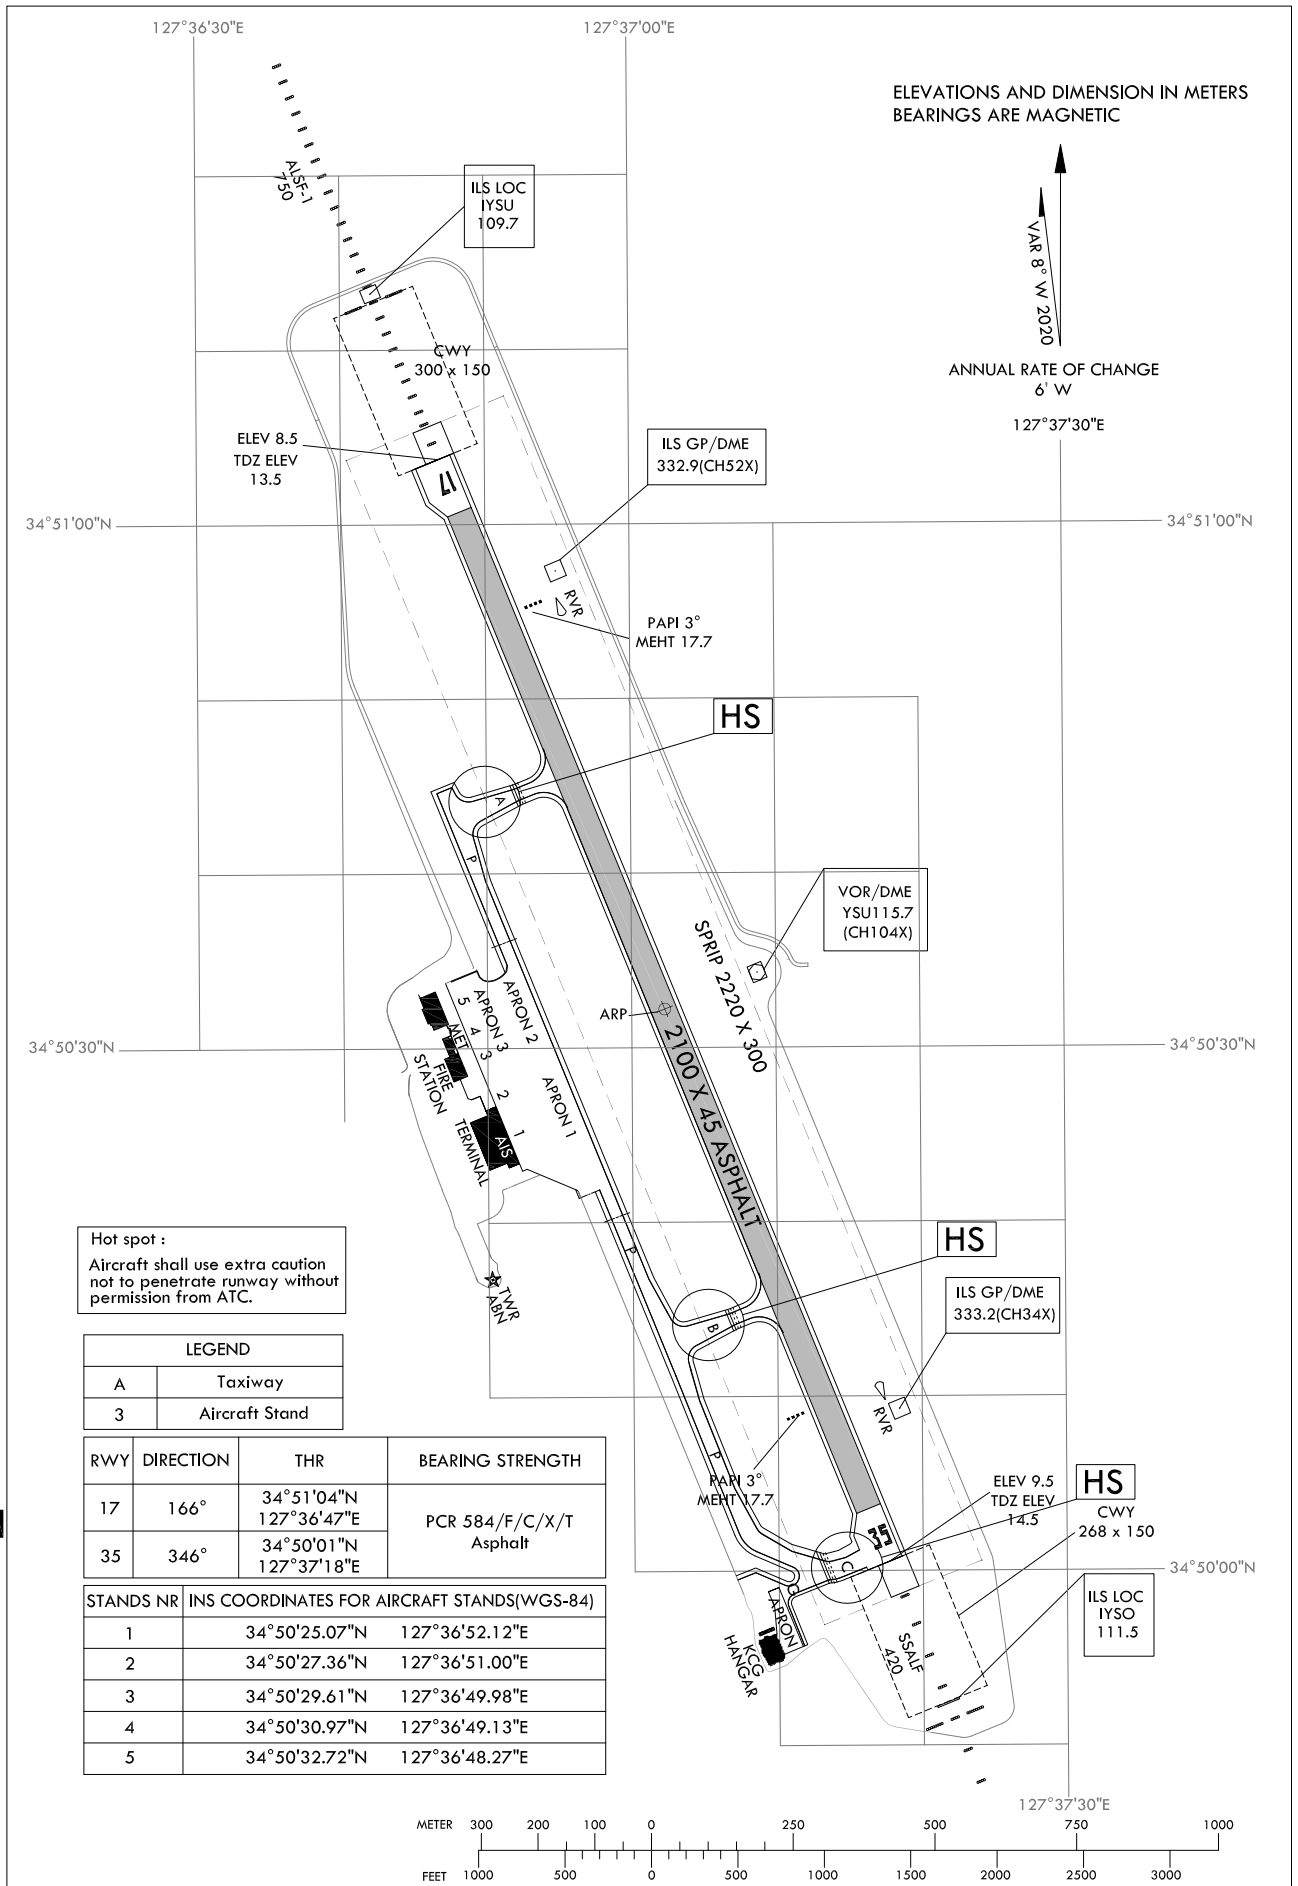 127°36'30"E
127°37'00"E
ELEVATIONS AND DIMENSION IN METERS
BEARINGS ARE MAGNETIC
ALSF-1
750
ILS LOC
IYSU
109.7
VAR 8° W 2020
ANNUAL RATE OF CHANGE
6' W
127°37'30"E
CWY
300 x 150
ELEV 8.5
TDZ ELEV
13.5
ILS GP/DME
332.9(CH52X)
17
34°51'00"N
34°51'00"N
RVR
PAPI 3°
MEHT 17.7
HS
A
P
VOR/DME
YSU115.7
(CH104X)
SPRIP 2220 X 300
ARP
2100 X 45 ASPHALT
34°50'30"N
34°50'30"N
APRON 2
APRON 3
APRON 1
5
4
3
2
1
MET
FIRE
STATION
TERMINAL
AIS
TWR
ABN
P
HS
B
ILS GP/DME
333.2(CH34X)
RVR
P
PAPI 3°
MEHT 17.7
ELEV 9.5
TDZ ELEV
14.5
HS
CWY
268 x 150
35
C
G
34°50'00"N
ILS LOC
IYSO
111.5
APRON
KCG
HANGAR
SSALF
420
127°37'30"E
Hot spot :
Aircraft shall use extra caution
not to penetrate runway without
permission from ATC.
LEGEND
A Taxiway
3 Aircraft Stand
RWY DIRECTION THR BEARING STRENGTH
17 166° 34°51'04"N
127°36'47"E
35 346° 34°50'01"N
127°37'18"E
PCR 584/F/C/X/T
Asphalt
STANDS NR INS COORDINATES FOR AIRCRAFT STANDS(WGS-84)
1 34°50'25.07"N 127°36'52.12"E
2 34°50'27.36"N 127°36'51.00"E
3 34°50'29.61"N 127°36'49.98"E
4 34°50'30.97"N 127°36'49.13"E
5 34°50'32.72"N 127°36'48.27"E
METER 300 200 100 0 250 500 750 1000
FEET 1000 500 0 500 1000 1500 2000 2500 3000